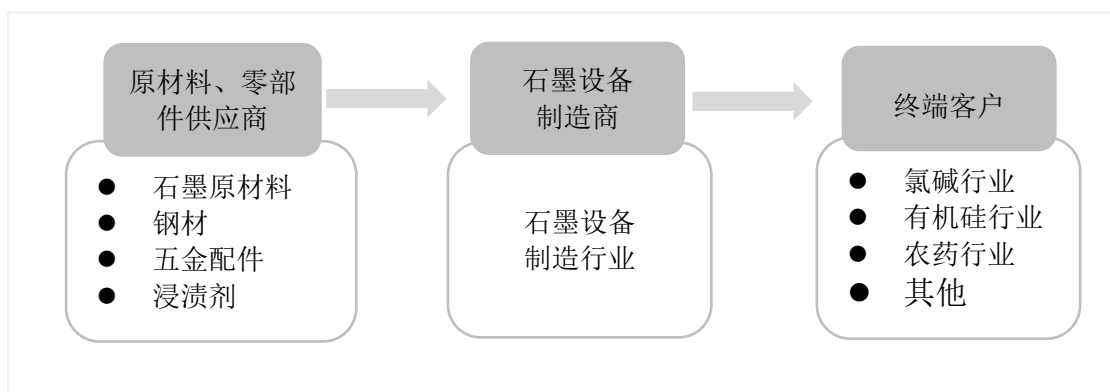 原材料、零部
件供应商
石墨设备
制造商
终端客户
● 石墨原材料
● 钢材
● 五金配件
● 浸渍剂
石墨设备
制造行业
● 氯碱行业
● 有机硅行业
● 农药行业
● 其他